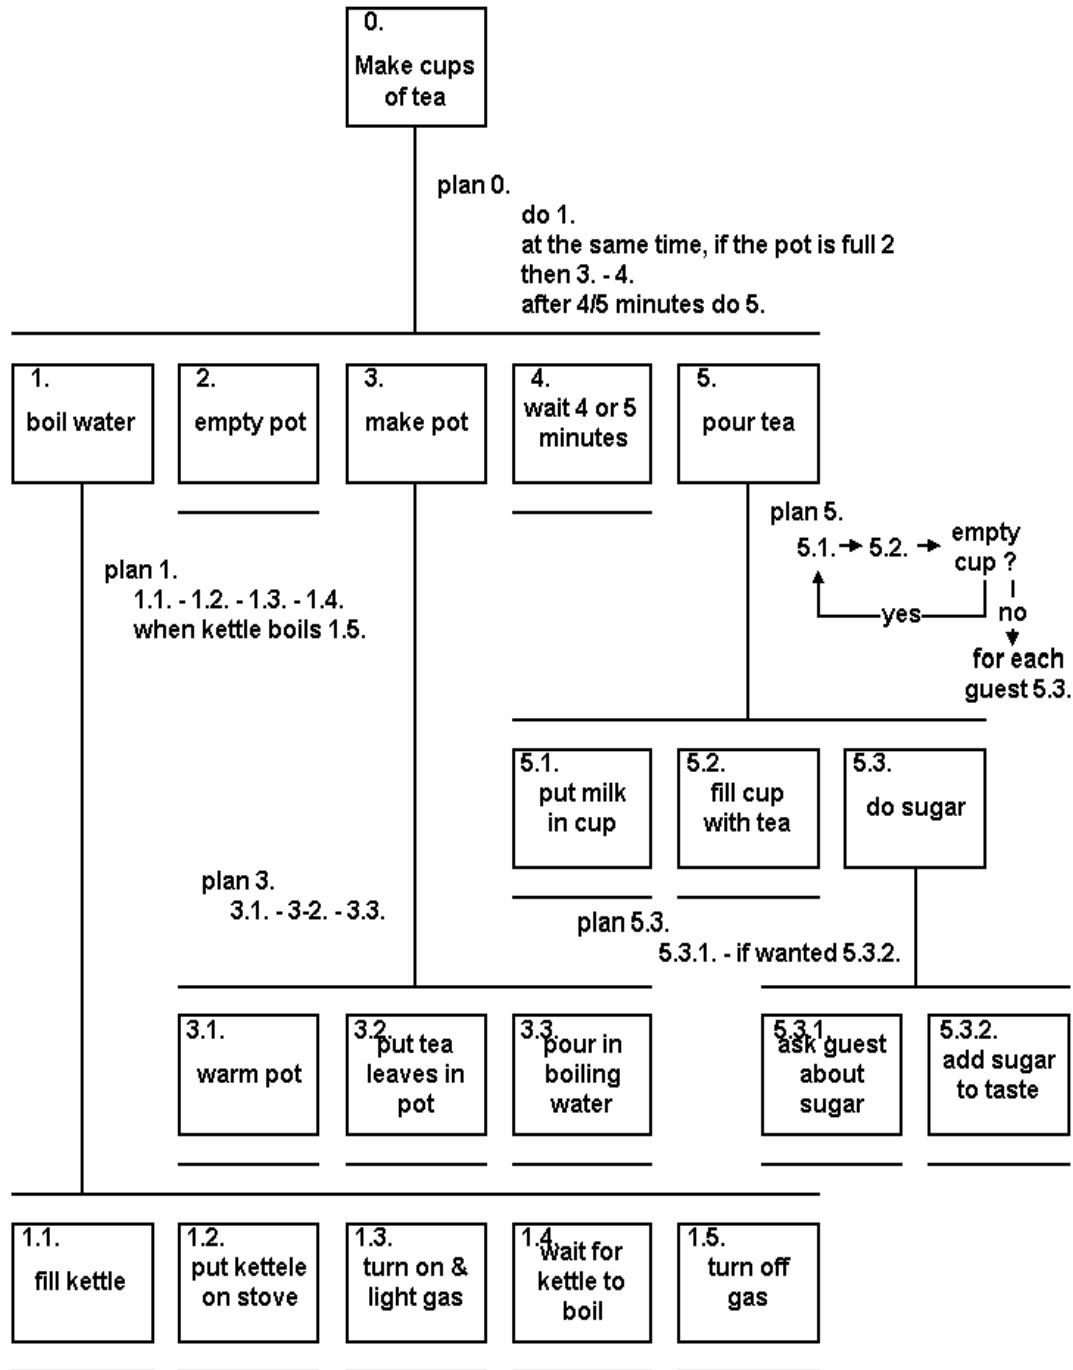 0.
Make cups
of tea
plan 0.
do 1.
at the same time, if the pot is full 2
then 3. - 4.
after 4/5 minutes do 5.
1.
boil water
2.
empty pot
3.
make pot
4.
wait 4 or 5
minutes
5.
pour tea
plan 5.
5.1. → 5.2. → empty
cup ?
yes
no
for each
guest 5.3.
plan 1.
1.1. - 1.2. - 1.3. - 1.4.
when kettle boils 1.5.
5.1.
put milk
in cup
5.2.
fill cup
with tea
5.3.
do sugar
plan 3.
3.1. - 3-2. - 3.3.
plan 5.3.
5.3.1. - if wanted 5.3.2.
3.1.
warm pot
3.2.
put tea
leaves in
pot
3.3.
pour in
boiling
water
5.3.1.
ask guest
about
sugar
5.3.2.
add sugar
to taste
1.1.
fill kettle
1.2.
put kettele
on stove
1.3.
turn on &
light gas
1.4.
wait for
kettle to
boil
1.5.
turn off
gas